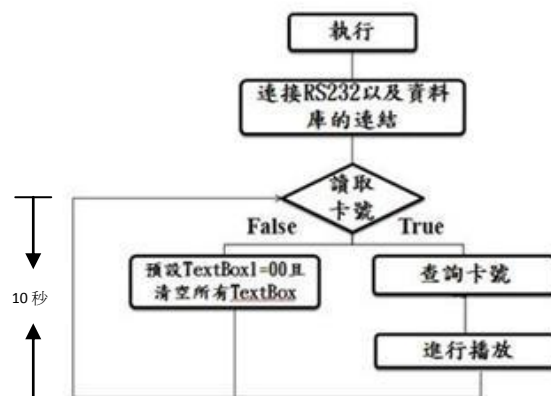 執行
連接RS232以及資料
庫的連結
讀取
卡號
False
True
預設TextBox1=00且
清空所有TextBox
查詢卡號
10 秒
進行播放